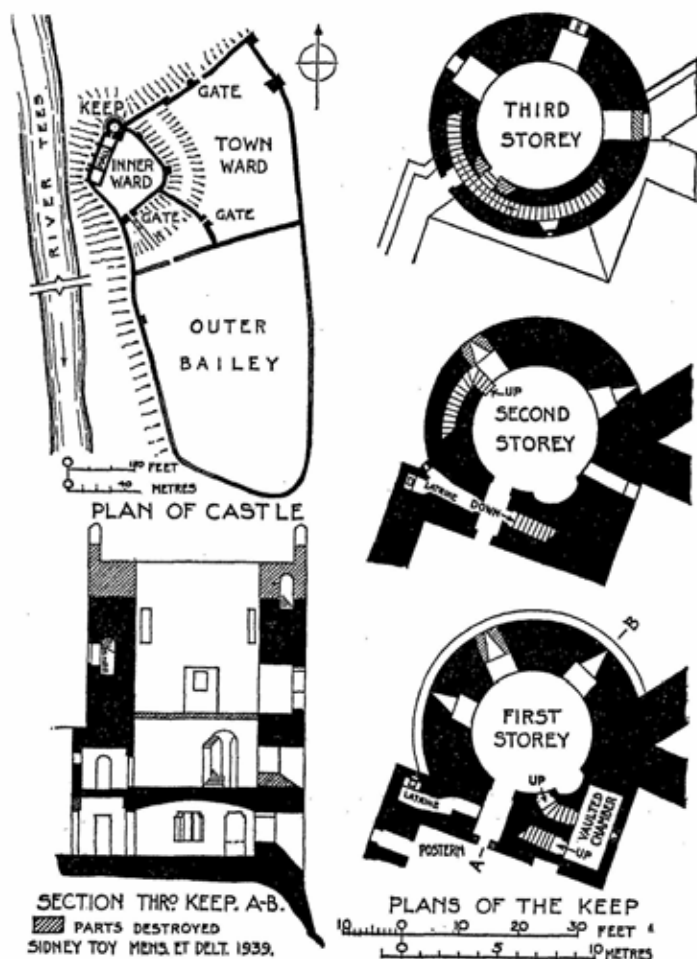 RIVER TEES
KEEP
HALL
INNER
WARD
GATE
TOWN
WARD
GATE
GATE
OUTER
BAILEY
FEET
METRES
PLAN OF CASTLE
THIRD
STOREY
UP
SECOND
STOREY
LATRINE
DOWN
B
FIRST
STOREY
UP
LATRINE
VAULTED
CHAMBER
UP
POSTERN
A
UP
SECTION THRO KEEP. A-B.
PARTS DESTROYED
SIDNEY TOY MENS. ET DELT. 1939.
PLANS OF THE KEEP
10 0 10 20 30 FEET
0 5 10
METRES